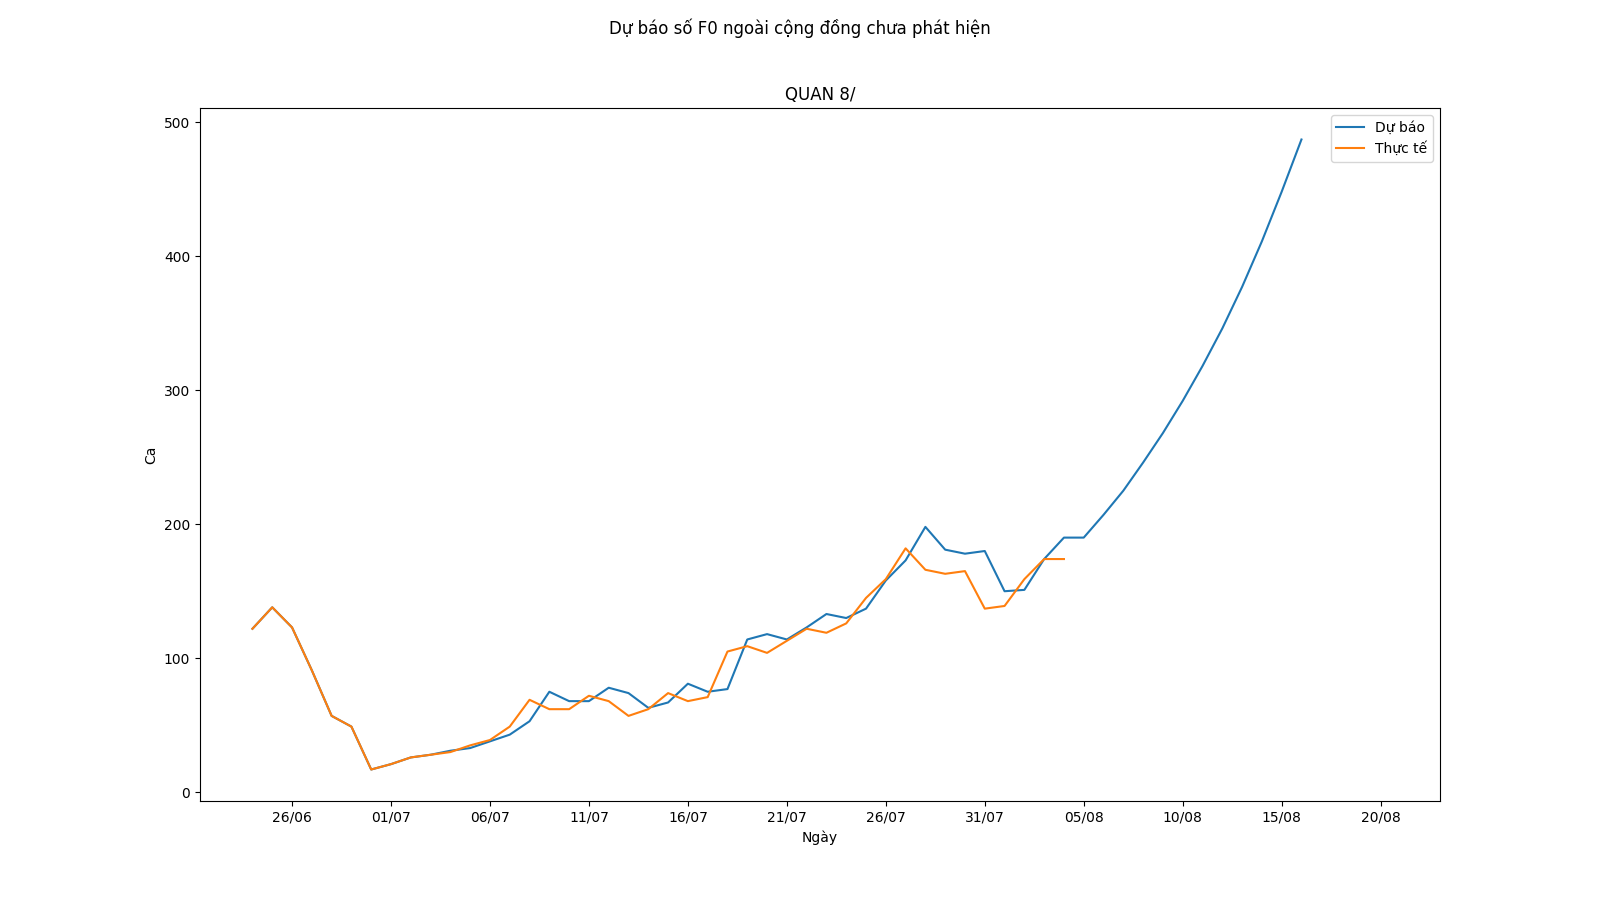 Dự báo số F0 ngoài cộng đồng chưa phát hiện
QUAN 8/
Dự báo
Thực tế
500
400
300
200
100
0
Ca
26/06 01/07 06/07 11/07 16/07 21/07 26/07 31/07 05/08 10/08 15/08 20/08
Ngày